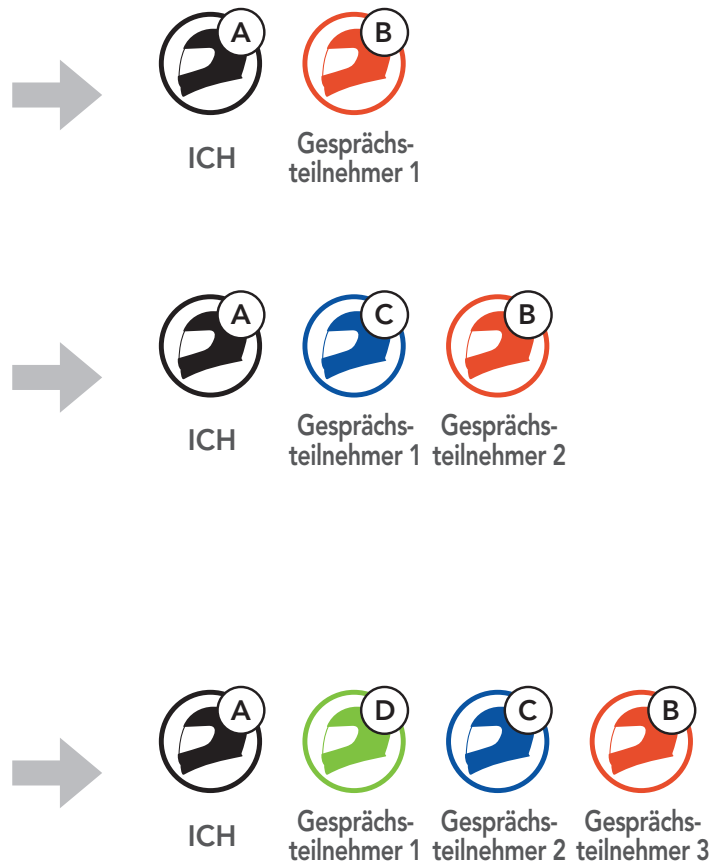 A B
ICH
Gesprächs-
teilnehmer 1
A C B
ICH
Gesprächs-
teilnehmer 1
Gesprächs-
teilnehmer 2
A D C B
ICH
Gesprächs-
teilnehmer 1
Gesprächs-
teilnehmer 2
Gesprächs-
teilnehmer 3